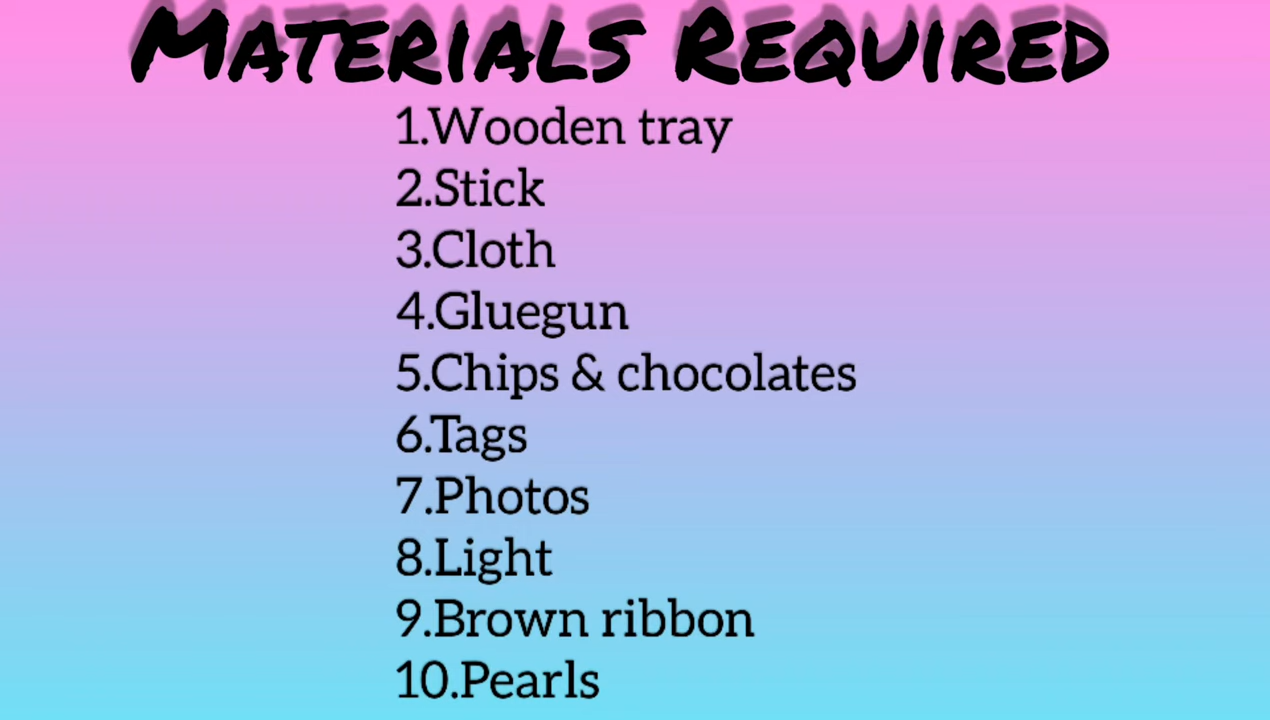 Materials Required
1.Wooden tray
2.Stick
3.Cloth
4.Gluegun
5.Chips & chocolates
6.Tags
7.Photos
8.Light
9.Brown ribbon
10.Pearls